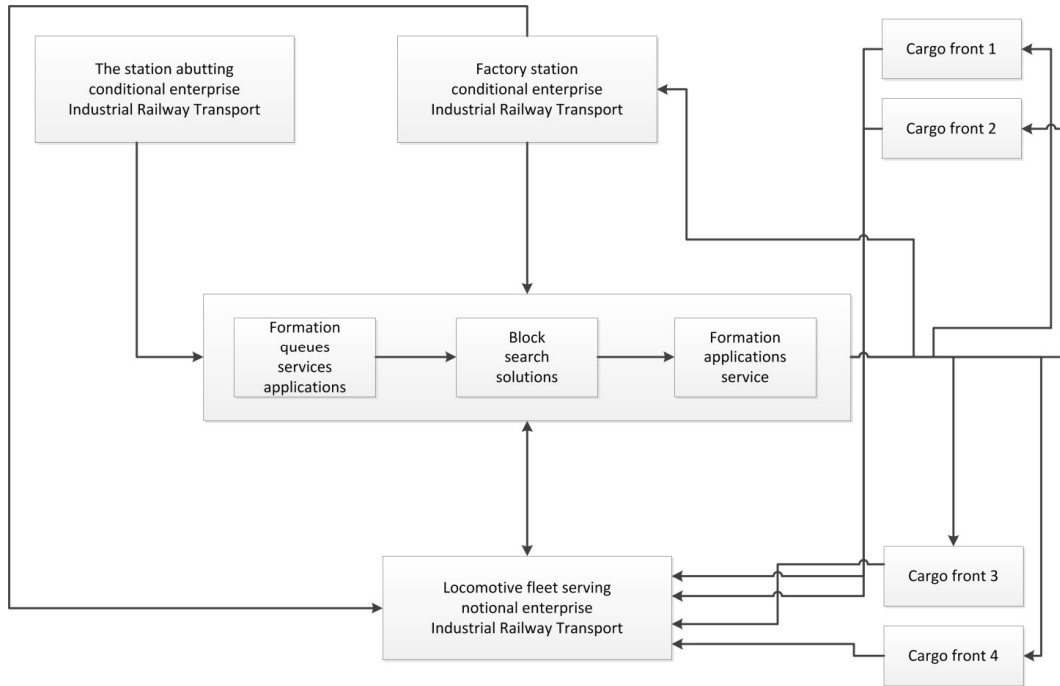 The station abutting
conditional enterprise
Industrial Railway Transport
Factory station
conditional enterprise
Industrial Railway Transport
Cargo front 1
Cargo front 2
Formation
queues
services
applications
Block
search
solutions
Formation
applications
service
Locomotive fleet serving
notional enterprise
Industrial Railway Transport
Cargo front 3
Cargo front 4